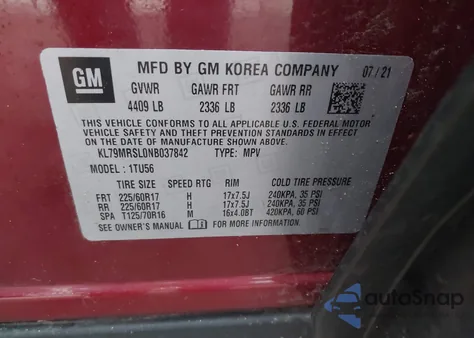 GM
MFD BY GM KOREA COMPANY 07/21
GVWR GAWR FRT GAWR RR
4409 LB 2336 LB 2336 LB
THIS VEHICLE CONFORMS TO ALL APPLICABLE U.S. FEDERAL MOTOR
VEHICLE SAFETY AND THEFT PREVENTION STANDARDS IN EFFECT ON
THE DATE OF MANUFACTURE SHOWN ABOVE.
KL79MRSL0NB037842 TYPE: MPV
MODEL : 1TU56
TIRE SIZE SPEED RTG RIM COLD TIRE PRESSURE
FRT 225/60R17 H 17x7.5J 240KPA, 35 PSI
RR 225/60R17 H 17x7.5J 240KPA, 35 PSI
SPA T125/70R16 M 16x4.0BT 420KPA, 60 PSI
SEE OWNER'S MANUAL FOR MORE INFORMATION.
autoSnap